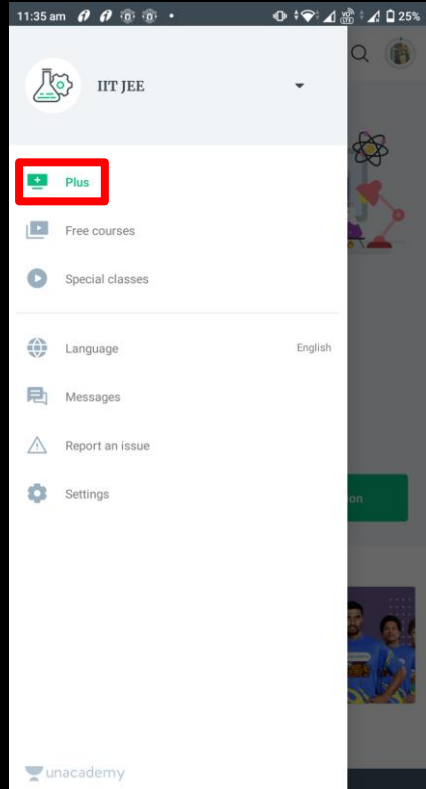 11:35 am 25%
IIT JEE
Plus
Free courses
Special classes
Language English
Messages
Report an issue
Settings
on
unacademy